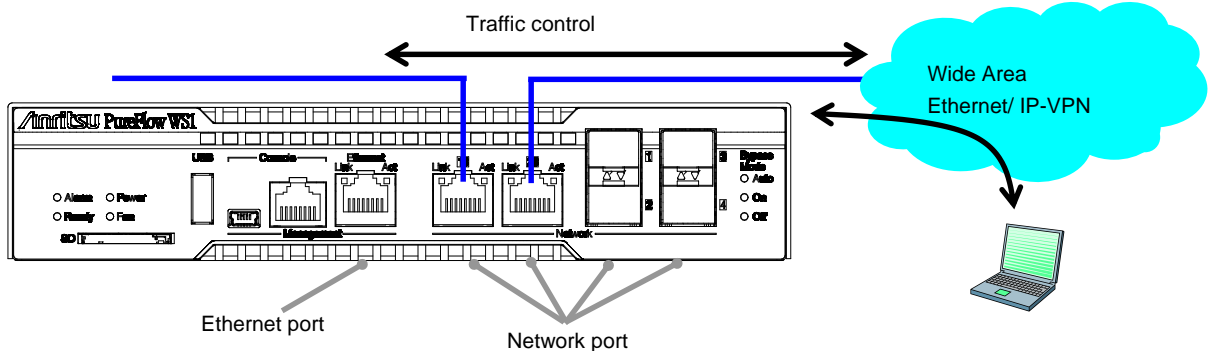 Traffic control
Wide Area
Ethernet/ IP-VPN
Anritsu PureFlow WS1
USB
Console
Ethernet
Link Act
Link Act
Link Act
Bypass
Mode
Auto
On
Off
1
2
4
Alarm Power
Ready Fan
SD
Management
Network
Ethernet port
Network port